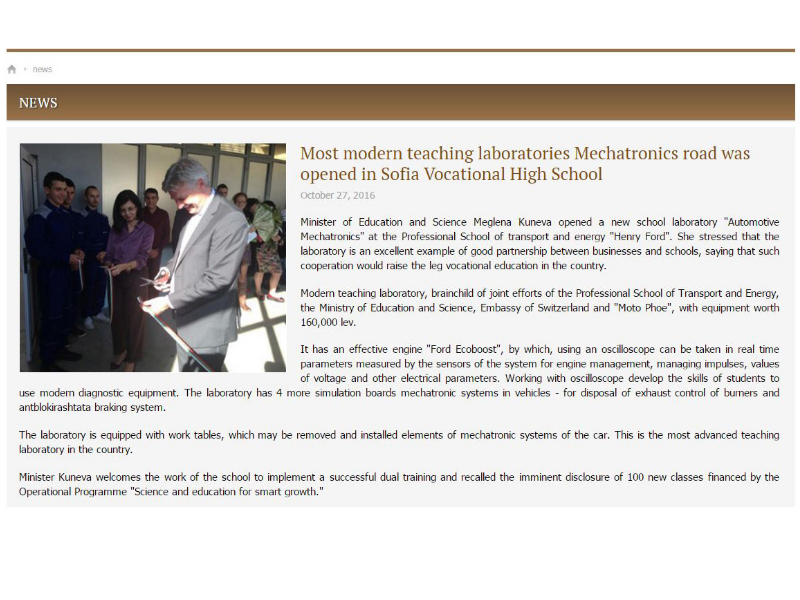 news
NEWS
Most modern teaching laboratories Mechatronics road was
opened in Sofia Vocational High School
October 27, 2016
Minister of Education and Science Meglena Kuneva opened a new school laboratory "Automotive
Mechatronics" at the Professional School of transport and energy "Henry Ford". She stressed that the
laboratory is an excellent example of good partnership between businesses and schools, saying that such
cooperation would raise the leg vocational education in the country.
Modern teaching laboratory, brainchild of joint efforts of the Professional School of Transport and Energy,
the Ministry of Education and Science, Embassy of Switzerland and "Moto Phoe", with equipment worth
160,000 lev.
It has an effective engine "Ford Ecoboost", by which, using an oscilloscope can be taken in real time
parameters measured by the sensors of the system for engine management, managing impulses, values
of voltage and other electrical parameters. Working with oscilloscope develop the skills of students to
use modern diagnostic equipment. The laboratory has 4 more simulation boards mechatronic systems in vehicles - for disposal of exhaust control of burners and
antblokirashtata braking system.
The laboratory is equipped with work tables, which may be removed and installed elements of mechatronic systems of the car. This is the most advanced teaching
laboratory in the country.
Minister Kuneva welcomes the work of the school to implement a successful dual training and recalled the imminent disclosure of 100 new classes financed by the
Operational Programme "Science and education for smart growth."